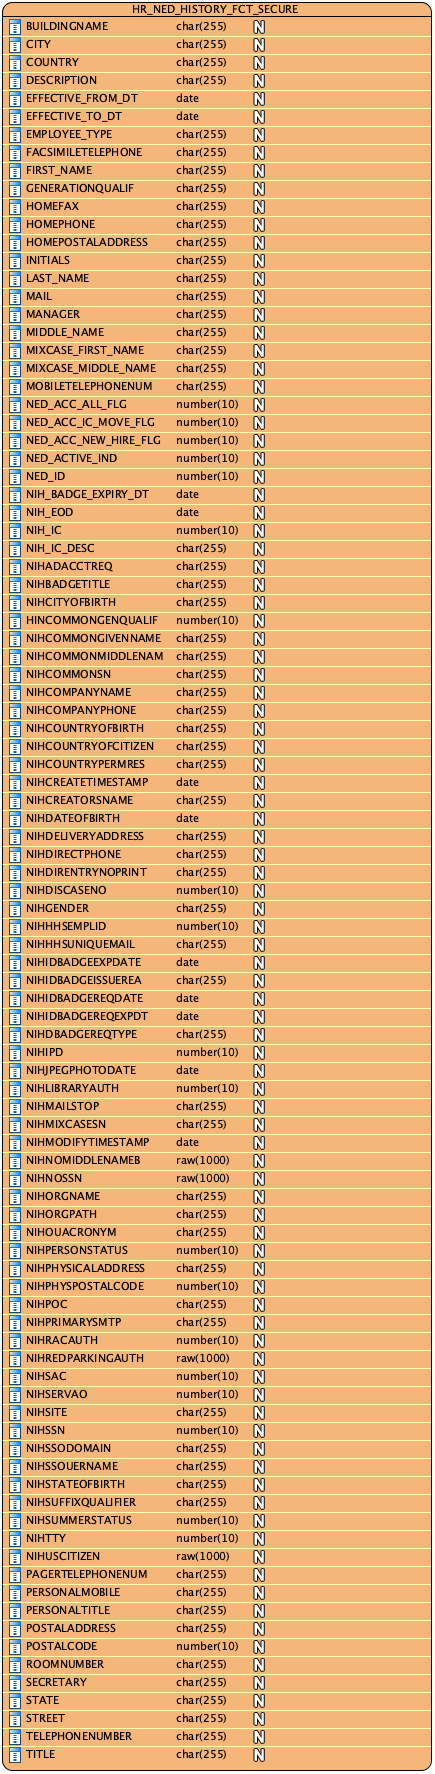 HR_NED_HISTORY_FCT_SECURE
BUILDINGNAME char(255) N
CITY char(255) N
COUNTRY char(255) N
DESCRIPTION char(255) N
EFFECTIVE_FROM_DT date N
EFFECTIVE_TO_DT date N
EMPLOYEE_TYPE char(255) N
FACSIMILETELEPHONE char(255) N
FIRST_NAME char(255) N
GENERATIONQUALIF char(255) N
HOMEFAX char(255) N
HOMEPHONE char(255) N
HOMEPOSTALADDRESS char(255) N
INITIALS char(255) N
LAST_NAME char(255) N
MAIL char(255) N
MANAGER char(255) N
MIDDLE_NAME char(255) N
MIXCASE_FIRST_NAME char(255) N
MIXCASE_MIDDLE_NAME char(255) N
MOBILETELEPHONENUM char(255) N
NED_ACC_ALL_FLG number(10) N
NED_ACC_IC_MOVE_FLG number(10) N
NED_ACC_NEW_HIRE_FLG number(10) N
NED_ACTIVE_IND number(10) N
NED_ID number(10) N
NIH_BADGE_EXPIRY_DT date N
NIH_EOD date N
NIH_IC number(10) N
NIH_IC_DESC char(255) N
NIHADACCTREQ char(255) N
NIHBADGETITLE char(255) N
NIHCITYOFBIRTH char(255) N
HINCOMMONGENQUALIF number(10) N
NIHCOMMONGIVENNAME char(255) N
NIHCOMMONMIDDLENAM char(255) N
NIHCOMMONSN char(255) N
NIHCOMPANYNAME char(255) N
NIHCOMPANYPHONE char(255) N
NIHCOUNTRYOFBIRTH char(255) N
NIHCOUNTRYOFCITIZEN char(255) N
NIHCOUNTRYPERMRES char(255) N
NIHCREATETIMESTAMP date N
NIHCREATORSNAME char(255) N
NIHDATEOFBIRTH date N
NIHDELIVERYADDRESS char(255) N
NIHDIRECTPHONE char(255) N
NIHDIRENTRYNOPRINT char(255) N
NIHDISCASENO number(10) N
NIHGENDER char(255) N
NIHHHSEMPLID number(10) N
NIHHHSUNIQUEMAIL char(255) N
NIHIDBADGEEXPDATE date N
NIHIDBADGEISSUEREA char(255) N
NIHIDBADGEREQDATE date N
NIHIDBADGEREQEXPDT date N
NIHDBADGEREQTYPE char(255) N
NIHIPD number(10) N
NIHJPEGPHOTODATE date N
NIHLIBRARYAUTH number(10) N
NIHMAILSTOP char(255) N
NIHMIXCASESN char(255) N
NIHMODIFYTIMESTAMP date N
NIHNOMIDDLENAMEB raw(1000) N
NIHNOSSN raw(1000) N
NIHORGNAME char(255) N
NIHORGPATH char(255) N
NIHOUACRONYM char(255) N
NIHPERSONSTATUS number(10) N
NIHPHYSICALADDRESS char(255) N
NIHPHYSPOSTALCODE number(10) N
NIHPOC char(255) N
NIHPRIMARYSMTP char(255) N
NIHRACAUTH number(10) N
NIHREDPARKINGAUTH raw(1000) N
NIHSAC number(10) N
NIHSERVAO number(10) N
NIHSITE char(255) N
NIHSSN number(10) N
NIHSSODOMAIN char(255) N
NIHSSOUERNAME char(255) N
NIHSTATEOFBIRTH char(255) N
NIHSUFFIXQUALIFIER char(255) N
NIHSUMMERSTATUS number(10) N
NIHTTY number(10) N
NIHUSCITIZEN raw(1000) N
PAGERTELEPHONENUM char(255) N
PERSONALMOBILE char(255) N
PERSONALTITLE char(255) N
POSTALADDRESS char(255) N
POSTALCODE number(10) N
ROOMNUMBER char(255) N
SECRETARY char(255) N
STATE char(255) N
STREET char(255) N
TELEPHONENUMBER char(255) N
TITLE char(255) N